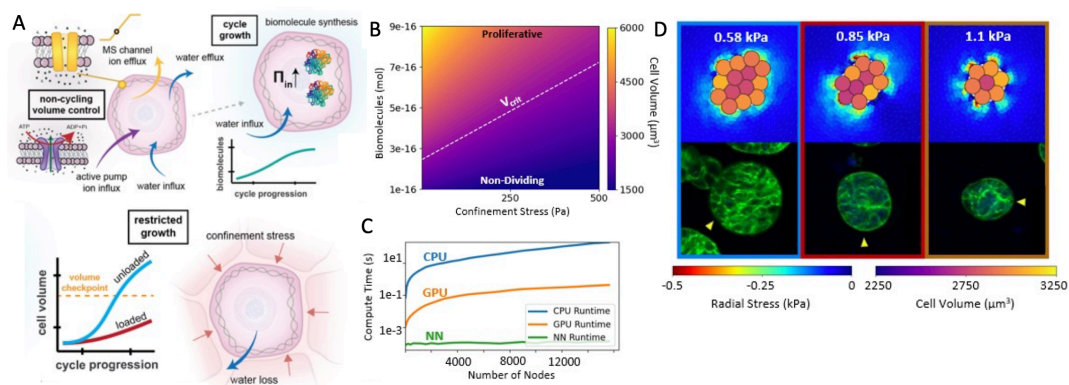 A
MS channel
ion efflux
water efflux
non-cycling
volume control
ATP
ADP+Pi
active pump
ion influx
water influx
cycle
growth
biomolecule synthesis
Πin
water influx
biomolecules
cycle progression
restricted
growth
confinement stress
volume
checkpoint
unloaded
loaded
cell volume
cycle progression
water loss
B
9e-16
7e-16
5e-16
3e-16
1e-16
Biomolecules (mol)
Proliferative
Vcrit
Non-Dividing
250
500
Confinement Stress (Pa)
6000
4500
3000
1500
Cell Volume (μm³)
C
CPU
GPU
NN
1e1
1e-1
1e-3
Compute Time (s)
CPU Runtime
GPU Runtime
NN Runtime
4000
8000
12000
Number of Nodes
D
0.58 kPa
0.85 kPa
1.1 kPa
-0.5
-0.25
0
Radial Stress (kPa)
2250
2750
3250
Cell Volume (μm³)